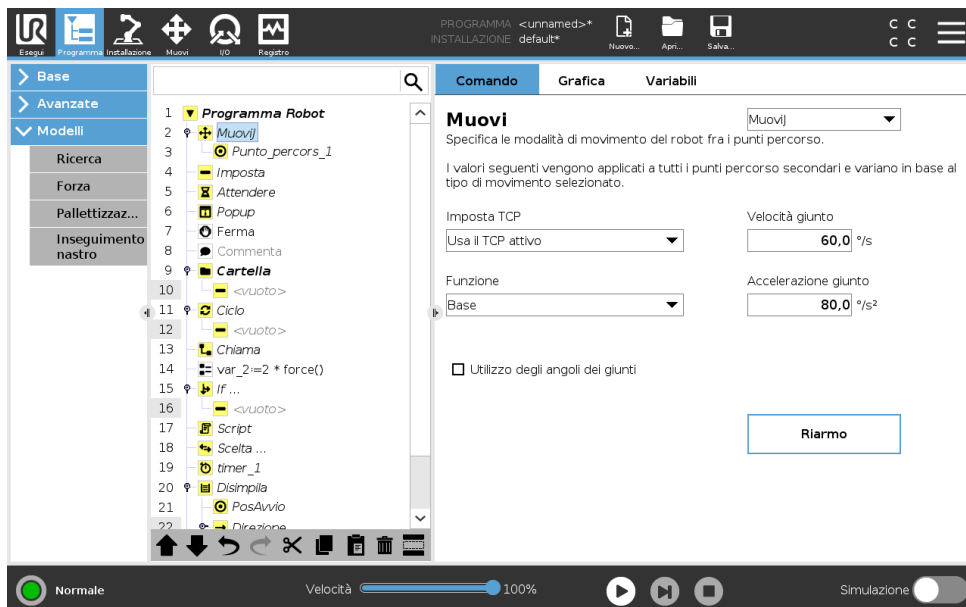 PROGRAMMA <unnamed>*
INSTALLAZIONE default*
Esegui
Programma
Installazione
Muovi
I/O
Registro
Nuovo...
Apri...
Salva...
C C
C C
Base
Avanzate
Modelli
Ricerca
Forza
Pallettizzaz...
Inseguimento
nastro
1 Programma Robot
2 MuoviJ
3 Punto_percors_1
4 Imposta
5 Attendere
6 Popup
7 Ferma
8 Commenta
9 Cartella
10 <vuoto>
11 Ciclo
12 <vuoto>
13 Chiama
14 var_2:=2 * force()
15 If ...
16 <vuoto>
17 Script
18 Scelta ...
19 timer_1
20 Disimpila
21 PosAvvio
22 Direzione
Comando
Grafica
Variabili
Muovi
MuoviJ
Specifica le modalità di movimento del robot fra i punti percorso.
I valori seguenti vengono applicati a tutti i punti percorso secondari e variano in base al
tipo di movimento selezionato.
Imposta TCP
Velocità giunto
Usa il TCP attivo
60,0 °/s
Funzione
Accelerazione giunto
Base
80,0 °/s²
Utilizzo degli angoli dei giunti
Riarmo
Normale
Velocità
100%
Simulazione